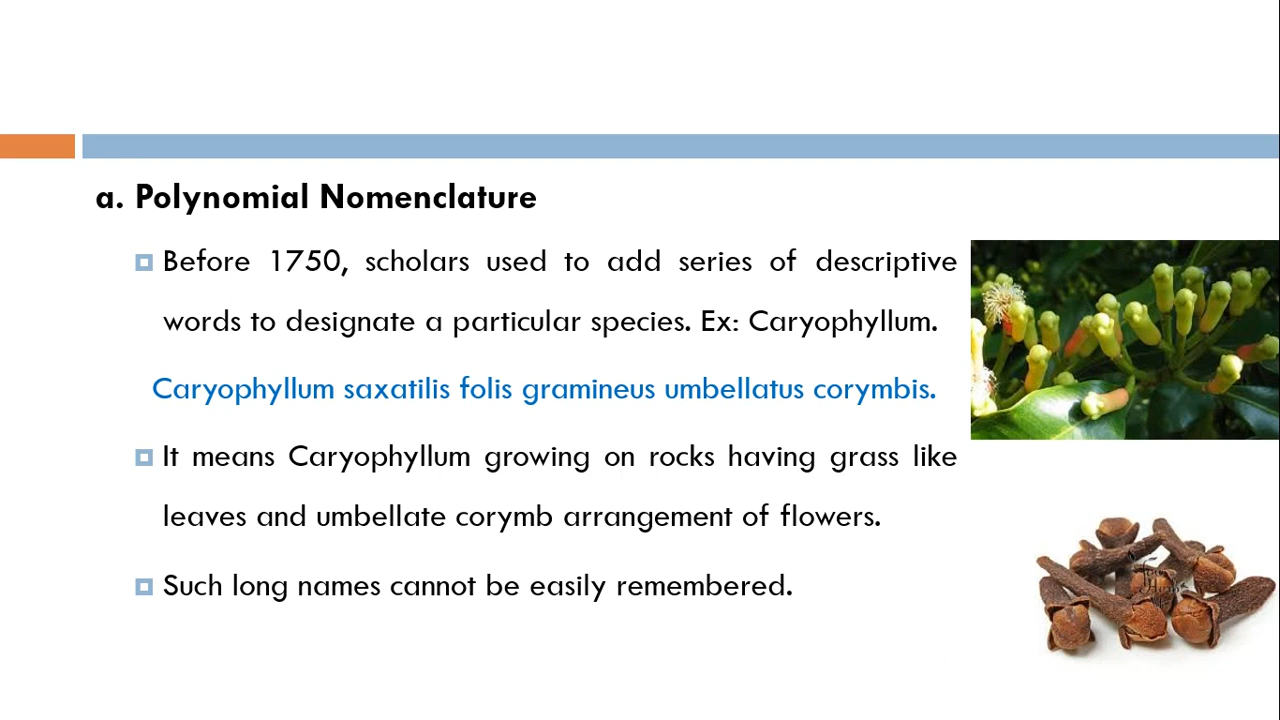 a. Polynomial Nomenclature
Before 1750, scholars used to add series of descriptive
words to designate a particular species. Ex: Caryophyllum.
Caryophyllum saxatilis folis gramineus umbellatus corymbis.
It means Caryophyllum growing on rocks having grass like
leaves and umbellate corymb arrangement of flowers.
Such long names cannot be easily remembered.